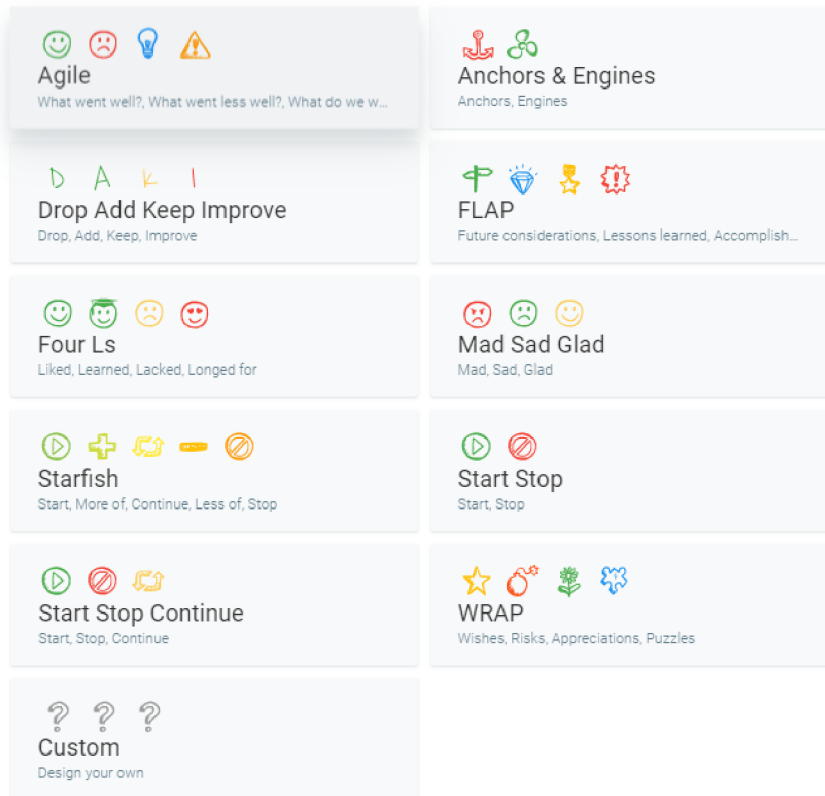 Agile
What went well?, What went less well?, What do we w...
Anchors & Engines
Anchors, Engines
D A K I
Drop Add Keep Improve
Drop, Add, Keep, Improve
FLAP
Future considerations, Lessons learned, Accomplish...
Four Ls
Liked, Learned, Lacked, Longed for
Mad Sad Glad
Mad, Sad, Glad
Starfish
Start, More of, Continue, Less of, Stop
Start Stop
Start, Stop
Start Stop Continue
Start, Stop, Continue
WRAP
Wishes, Risks, Appreciations, Puzzles
? ? ?
Custom
Design your own